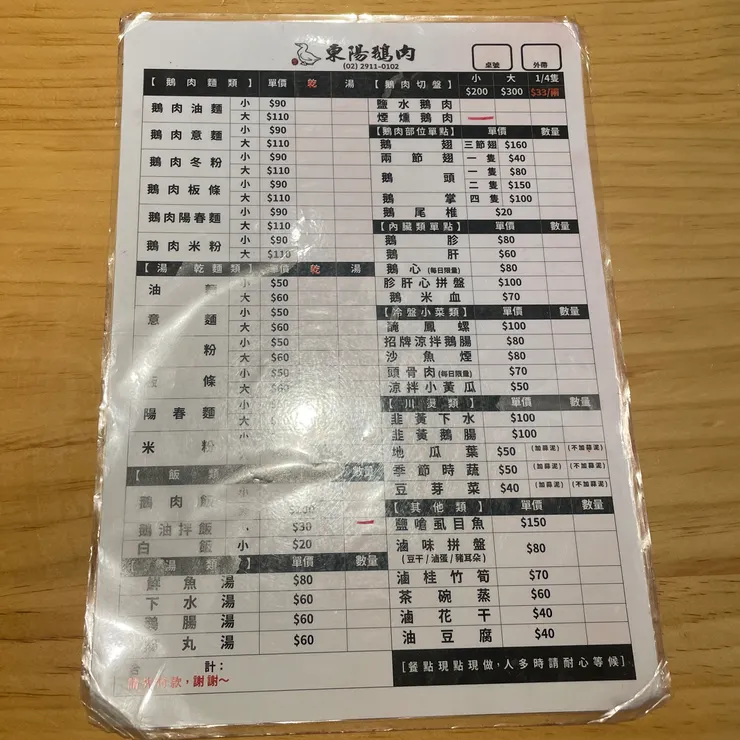 東陽鵝肉
(02) 2911-0102
桌號 外帶
【鵝肉麵類】 單價 乾 湯
鵝肉油麵 小 $90
大 $110
鵝肉意麵 小 $90
大 $110
鵝肉冬粉 小 $90
大 $110
鵝肉板條 小 $90
大 $110
鵝肉陽春麵 小 $90
大 $110
鵝肉米粉 小 $90
大 $110
【湯、乾麵類】 單價 乾 湯
油 小 $50
大 $60
意麵 小 $50
大 $60
粉 小 $50
大 $60
條 小 $50
大 $60
陽春麵 小
大
米粉 小
大
【飯類 數量
鵝肉飯 小
鵝油拌飯 $30
白飯 小 $20
湯類】 單價 數量
鮮魚湯 $80
下水湯 $60
鵝腸湯 $60
丸湯 $60
計：
請先付款，謝謝～
【鵝肉切盤】 小 大 1/4隻
$200 $300 $33/兩
鹽水鵝肉
煙燻鵝肉
【鵝肉部位單點】 單價 數量
鵝翅 三節翅 $160
兩節翅 一隻 $40
鵝頭 一隻 $80
二隻 $150
鵝掌 四隻 $100
鵝尾椎 $20
【內臟類單點】 單價 數量
鵝胗 $80
鵝肝 $60
鵝心(每日限量) $80
胗肝心拼盤 $100
鵝米血 $70
【冷盤小菜類】 單價 數量
鳳螺 $100
招牌涼拌鵝腸 $80
沙魚煙 $80
頭骨肉(每日限量) $70
涼拌小黃瓜 $50
【川燙類】 單價 數量
韭黃下水 $100
韭黃鵝腸 $100
地瓜葉 $50 (加蒜泥) (不加蒜泥)
季節時蔬 $50 (加蒜泥) (不加蒜泥)
豆芽菜 $40 (加蒜泥) (不加蒜泥)
【其他類】 單價 數量
鹽嗆虱目魚 $150
滷味拼盤 $80
(豆干/滷蛋/豬耳朵)
滷桂竹筍 $70
茶碗蒸 $60
滷花干 $40
油豆腐 $40
【餐點現點現做，人多時請耐心等候】